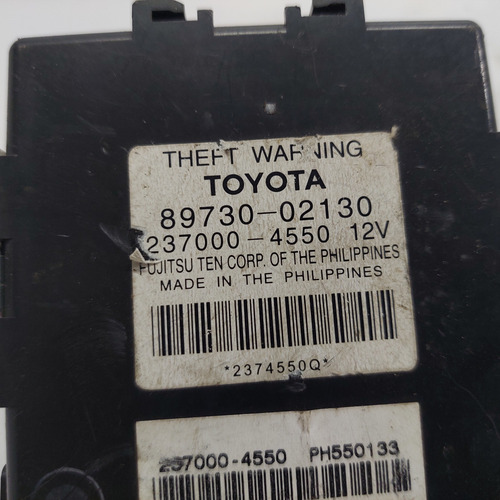 THEFT WARNING
TOYOTA
89730-02130
237000-4550 12V
FUJITSU TEN CORP. OF THE PHILIPPINES
MADE IN THE PHILIPPINES
*2374550Q*
237000-4550 PH550133